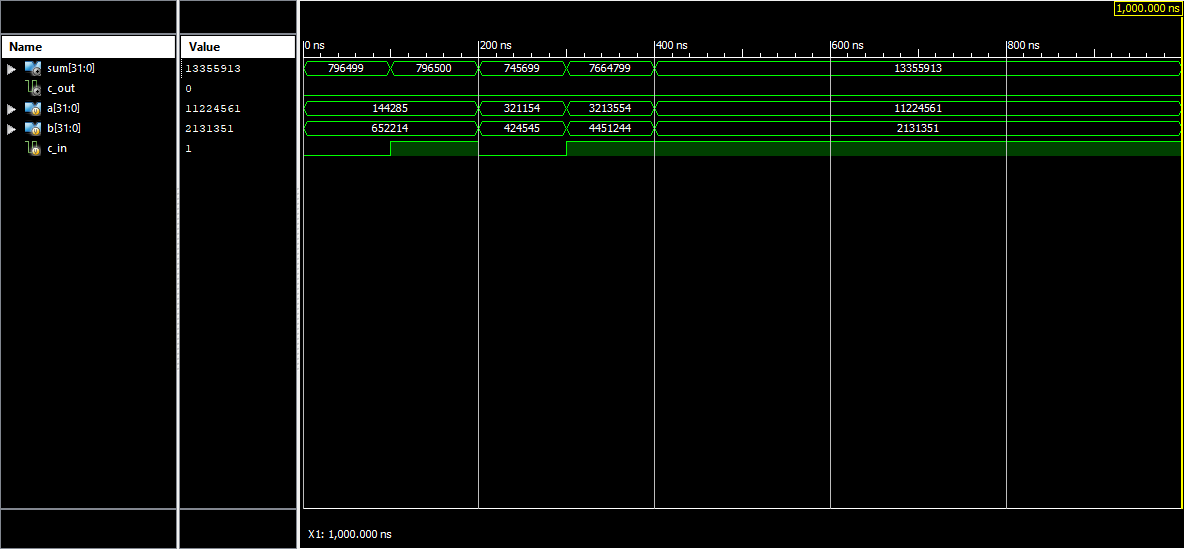 1,000.000 ns
Name Value 0 ns 200 ns 400 ns 600 ns 800 ns
sum[31:0] 13355913 796499 796500 745699 7664799 13355913
c_out 0
a[31:0] 11224561 144285 321154 3213554 11224561
b[31:0] 2131351 652214 424545 4451244 2131351
c_in 1
X1: 1,000.000 ns